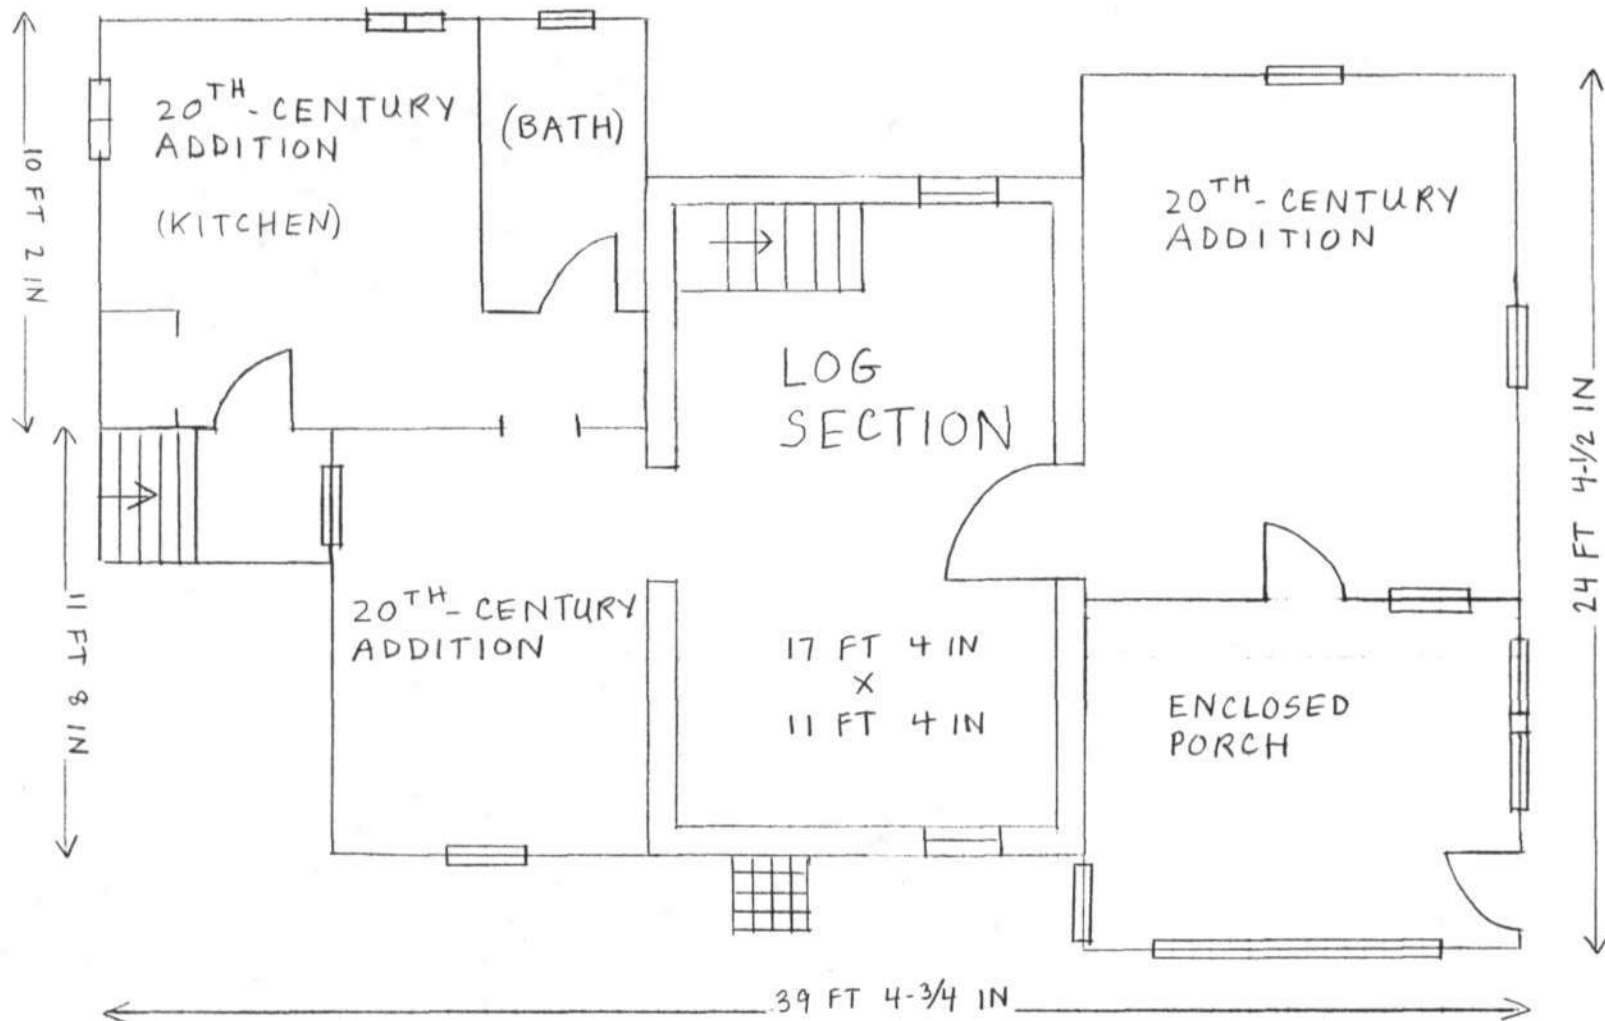 20TH-CENTURY
ADDITION
(KITCHEN)
(BATH)
20TH-CENTURY
ADDITION
10 FT 2 IN
LOG
SECTION
24 FT 4-1/2 IN
11 FT 8 IN
20TH-CENTURY
ADDITION
17 FT 4 IN
X
11 FT 4 IN
ENCLOSED
PORCH
39 FT 4-3/4 IN